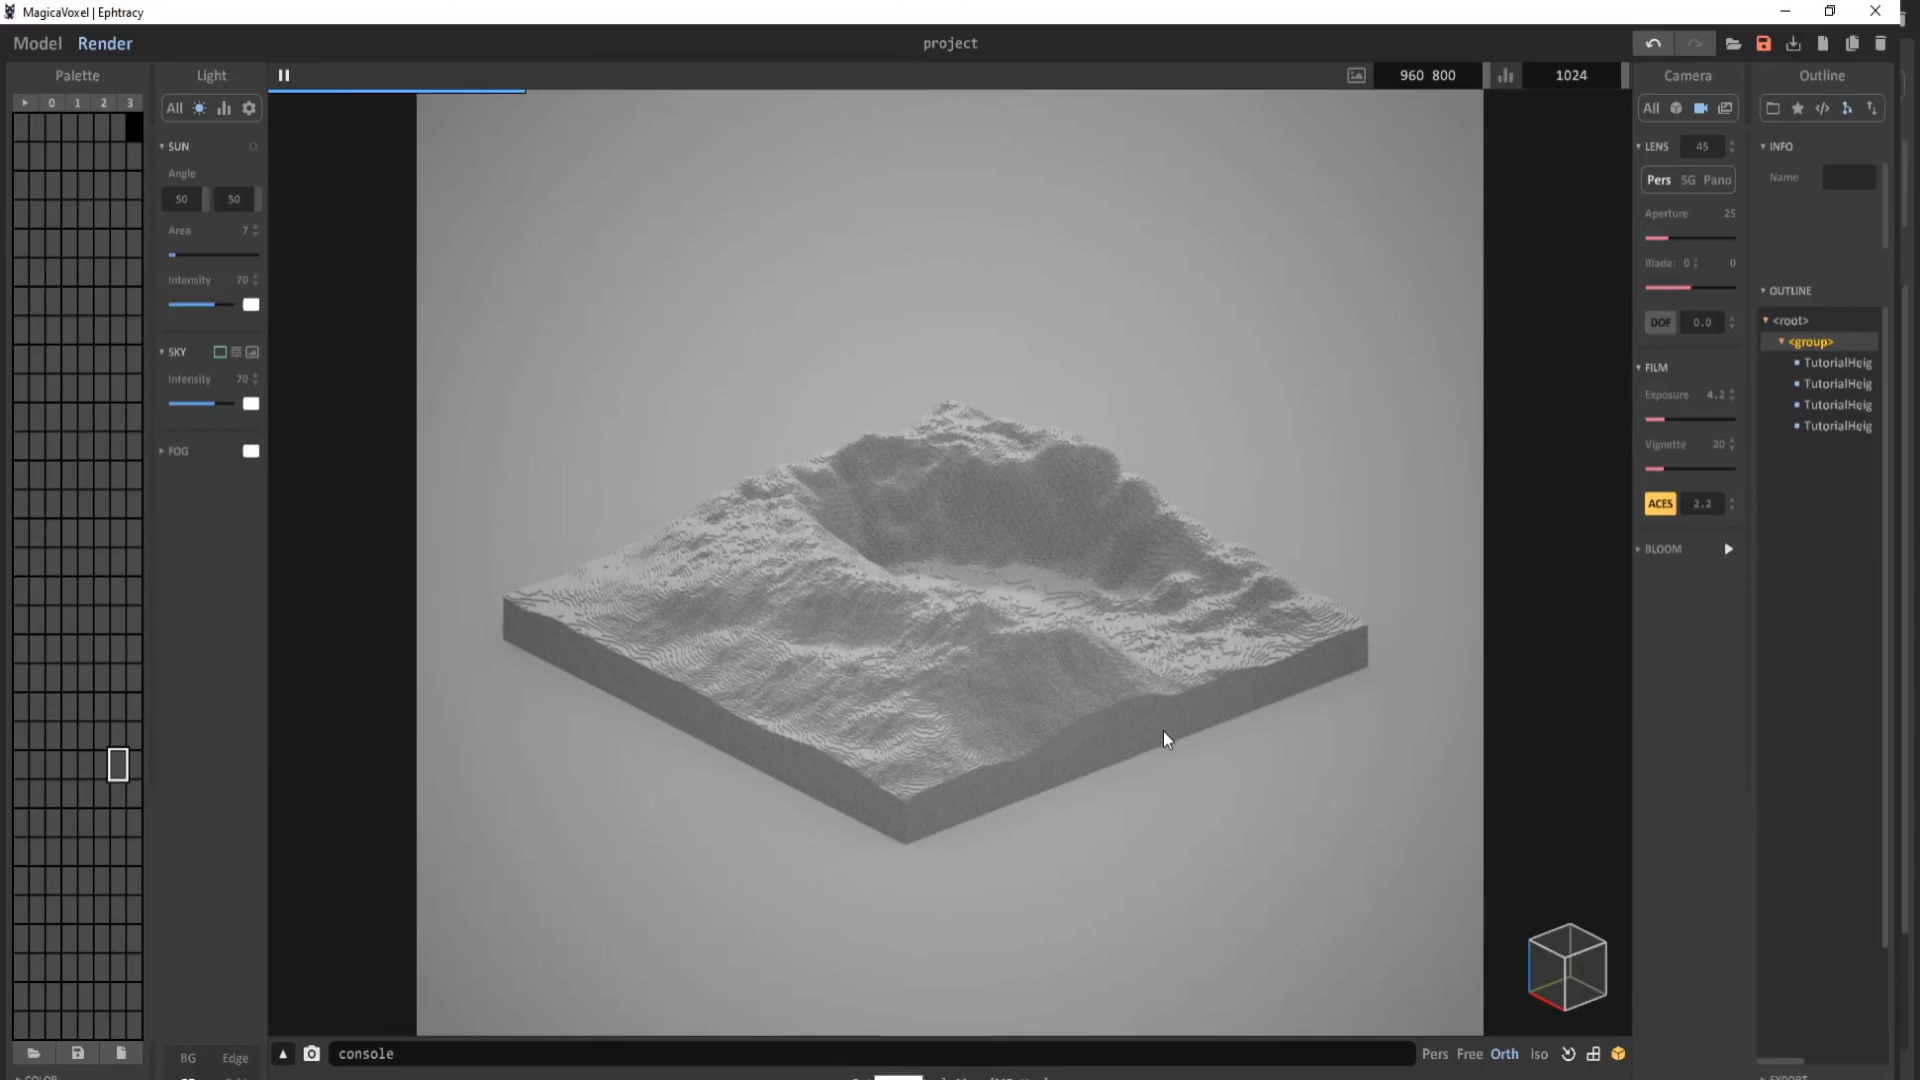 MagicaVoxel | Ephtracy
Model Render
project
Palette
Light
960 800
1024
Camera
Outline
0 1 2 3
All
All
SUN
LENS 45
INFO
Angle
Name
50 50
Pers SG Pano
Area 7
Aperture 25
Intensity 70
Blade: 0 0
OUTLINE
DOF 0.0
<root>
<group>
SKY
TutorialHeig
Intensity 70
FILM
TutorialHeig
Exposure 4.2
TutorialHeig
TutorialHeig
FOG
Vignette 20
ACES 2.2
BLOOM
console
Pers Free Orth Iso
BG Edge
COLOR
EXPORT